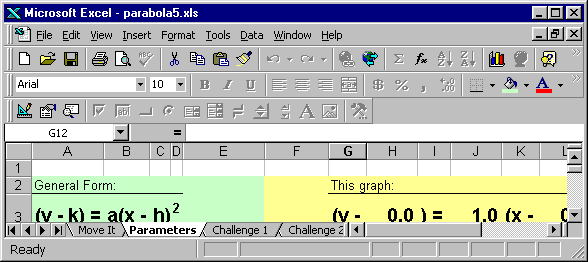 Microsoft Excel - parabola5.xls
File Edit View Insert Format Tools Data Window Help
Arial 10 B I U
G12 =
A B C D E F G H I J K L
1
2 General Form: This graph:
3 (y - k) = a(x - h)2 (y - 0.0 ) = 1.0 (x - 0
Move It Parameters Challenge 1 Challenge 2
Ready